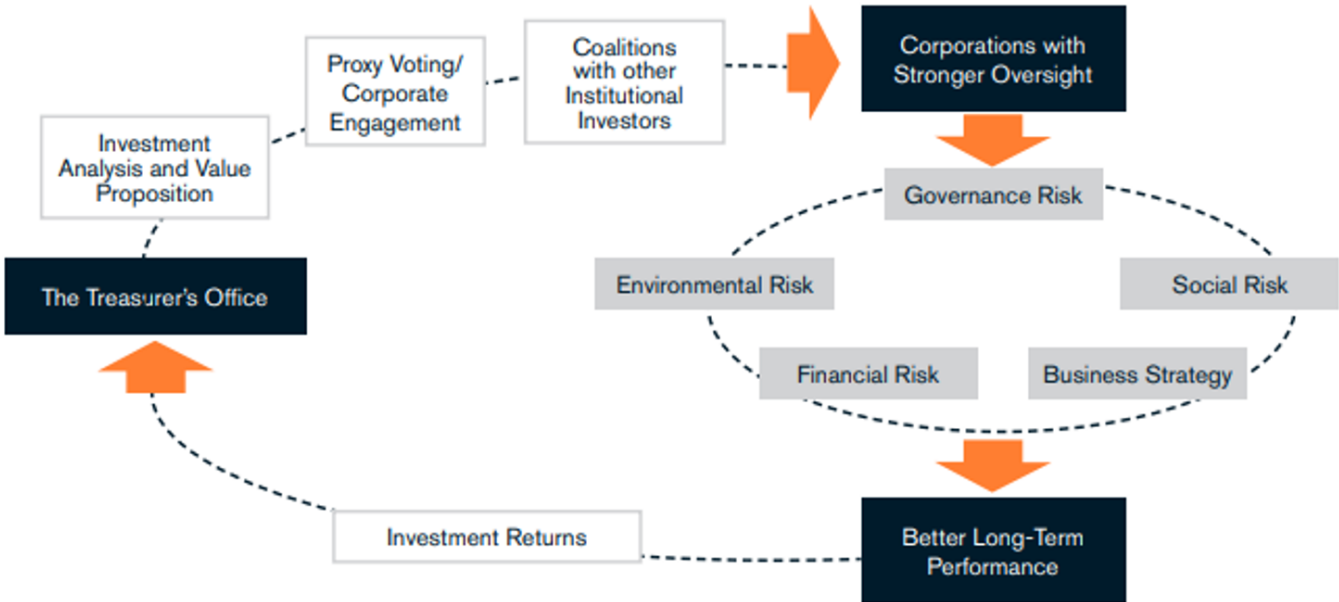 Investment
Analysis and Value
Proposition
Proxy Voting/
Corporate
Engagement
Coalitions
with other
Institutional
Investors
Corporations with
Stronger Oversight
Governance Risk
Environmental Risk
Social Risk
Financial Risk
Business Strategy
The Treasurer's Office
Investment Returns
Better Long-Term
Performance